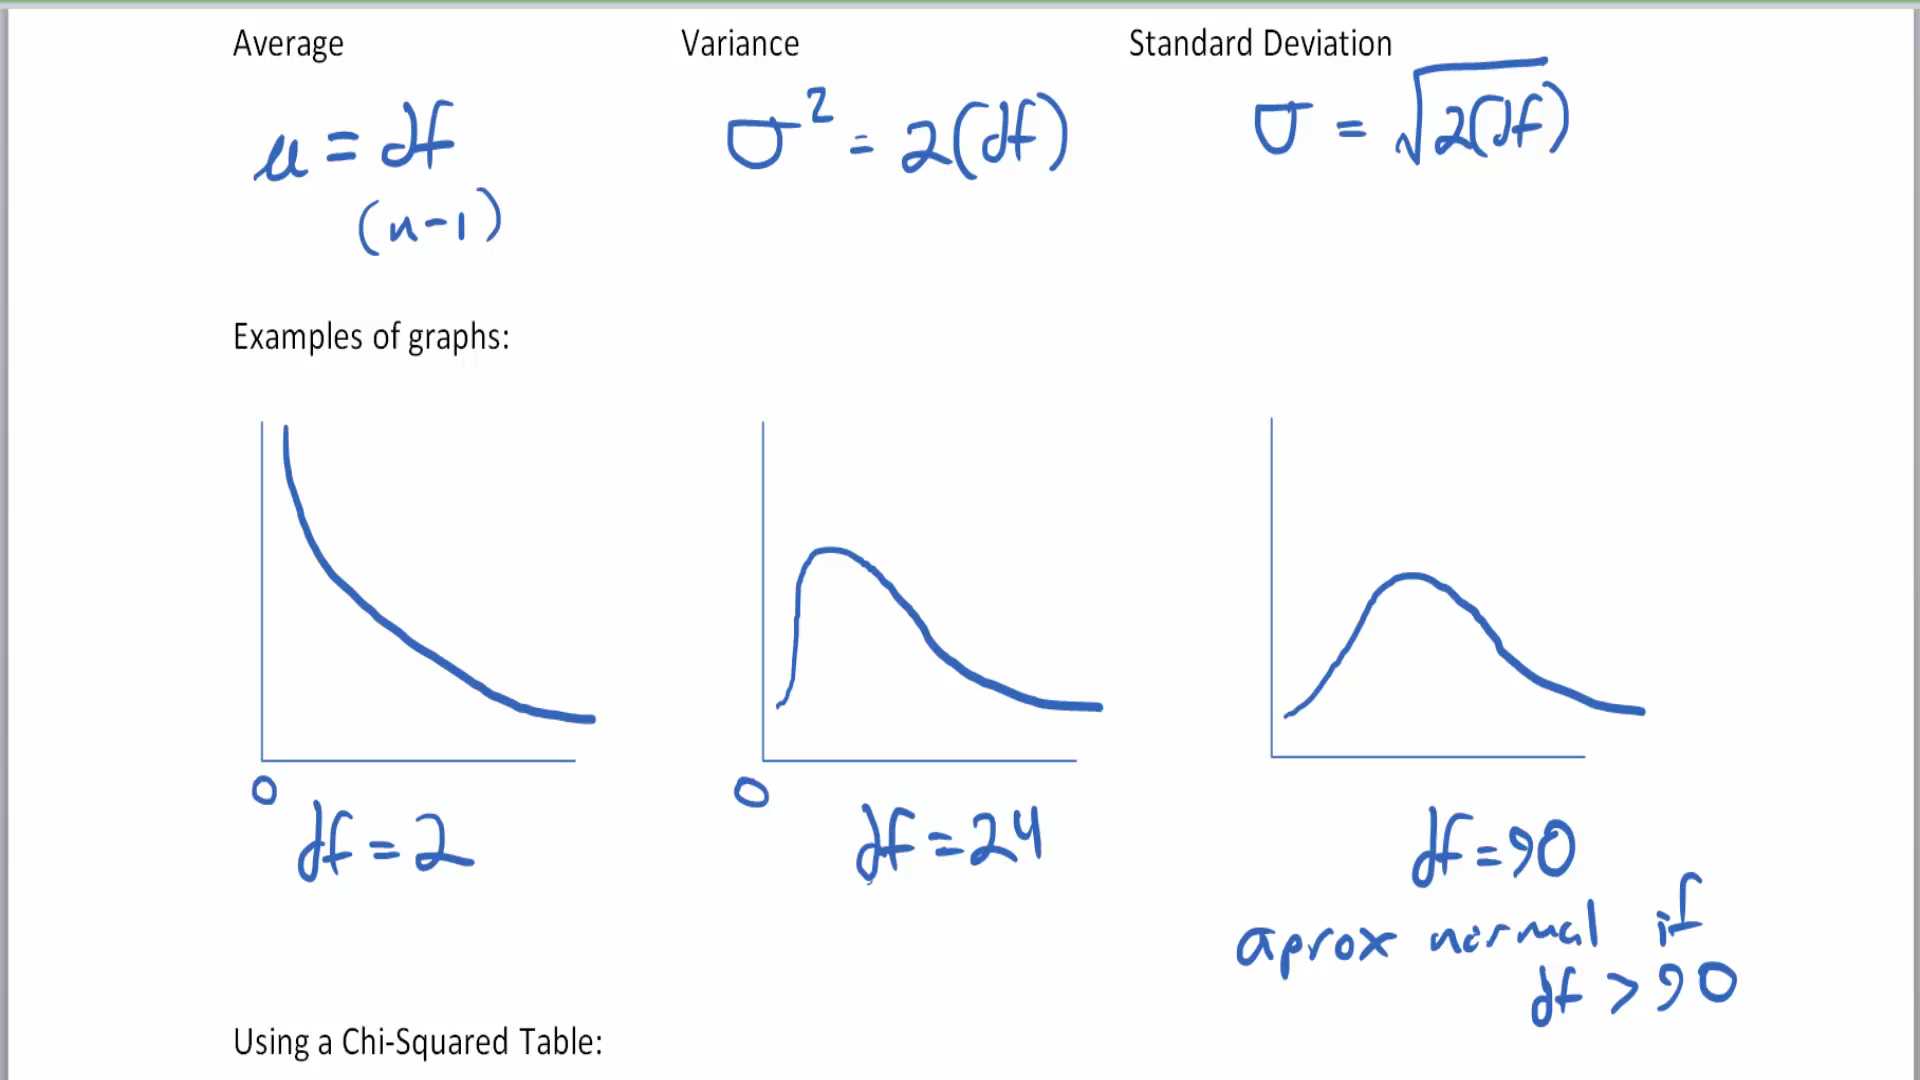 Average Variance Standard Deviation
μ = df σ² = 2(df) σ = √2(df)
(n-1)
Examples of graphs:
0 0
df = 2 df = 24 df = 90
aprox normal if
df > 90
Using a Chi-Squared Table: